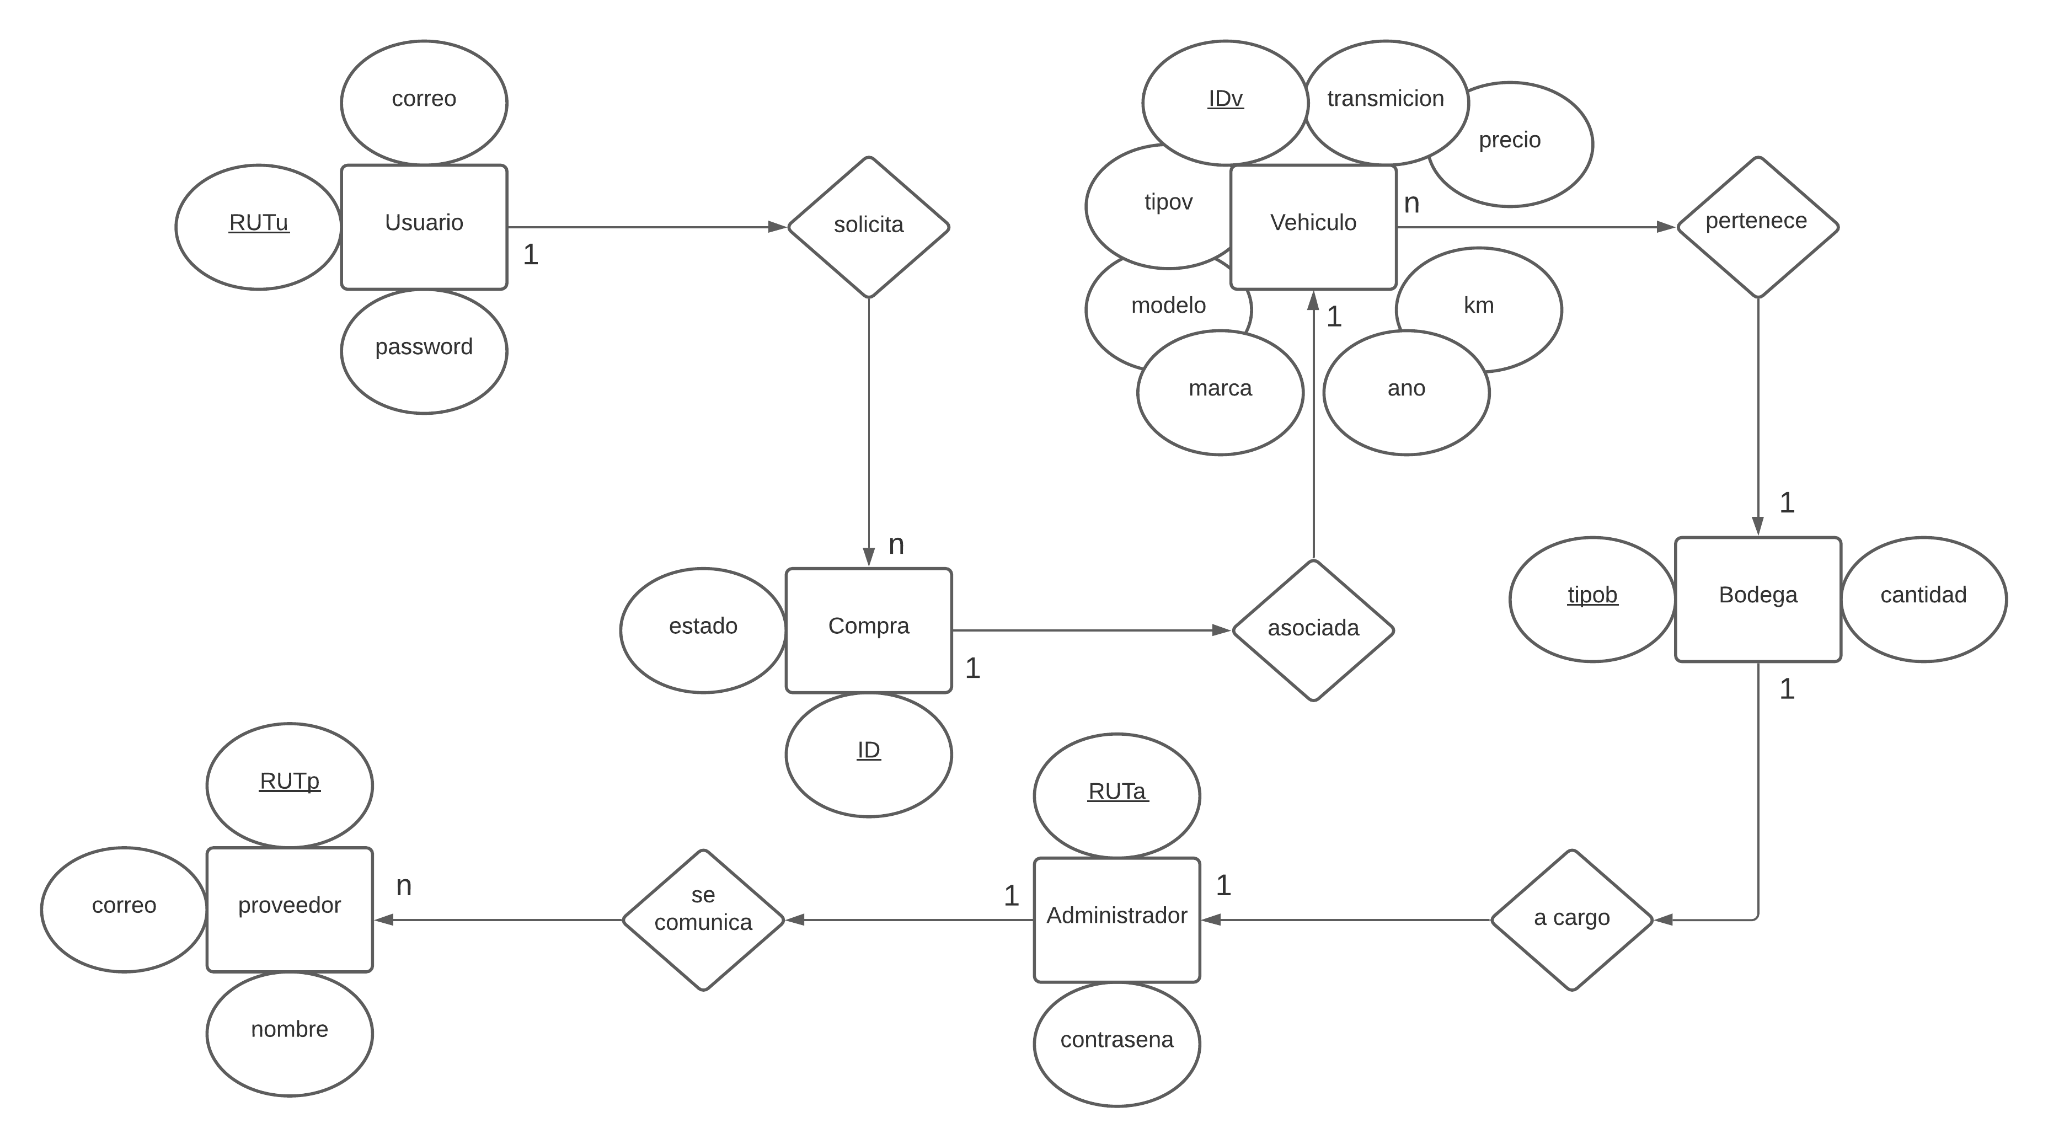 correo
RUTu
Usuario
1
password
solicita
n
IDv
transmicion
precio
tipov
Vehiculo
n
modelo
1
km
marca
ano
pertenece
1
estado
Compra
1
ID
asociada
tipob
Bodega
cantidad
1
RUTp
correo
proveedor
n
nombre
se
comunica
1
RUTa
Administrador
1
contrasena
a cargo